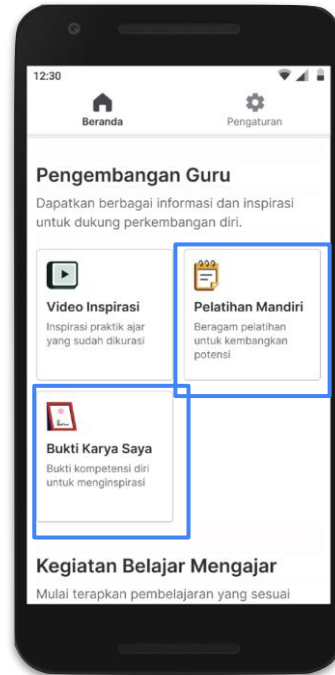 12:30
Beranda
Pengaturan
Pengembangan Guru
Dapatkan berbagai informasi dan inspirasi
untuk dukung perkembangan diri.
Video Inspirasi
Inspirasi praktik ajar
yang sudah dikurasi
Pelatihan Mandiri
Beragam pelatihan
untuk kembangkan
potensi
Bukti Karya Saya
Bukti kompetensi diri
untuk menginspirasi
Kegiatan Belajar Mengajar
Mulai terapkan pembelajaran yang sesuai